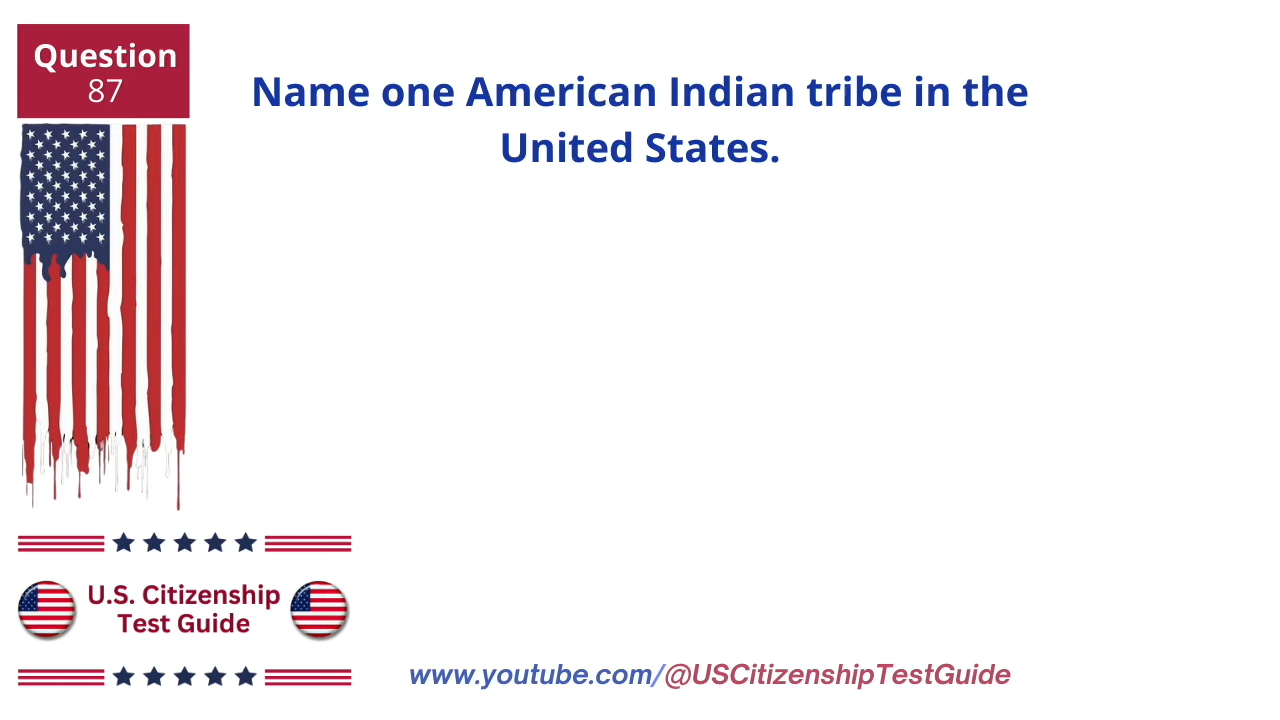 Question
87
Name one American Indian tribe in the
United States.
U.S. Citizenship
Test Guide
www.youtube.com/@USCitizenshipTestGuide